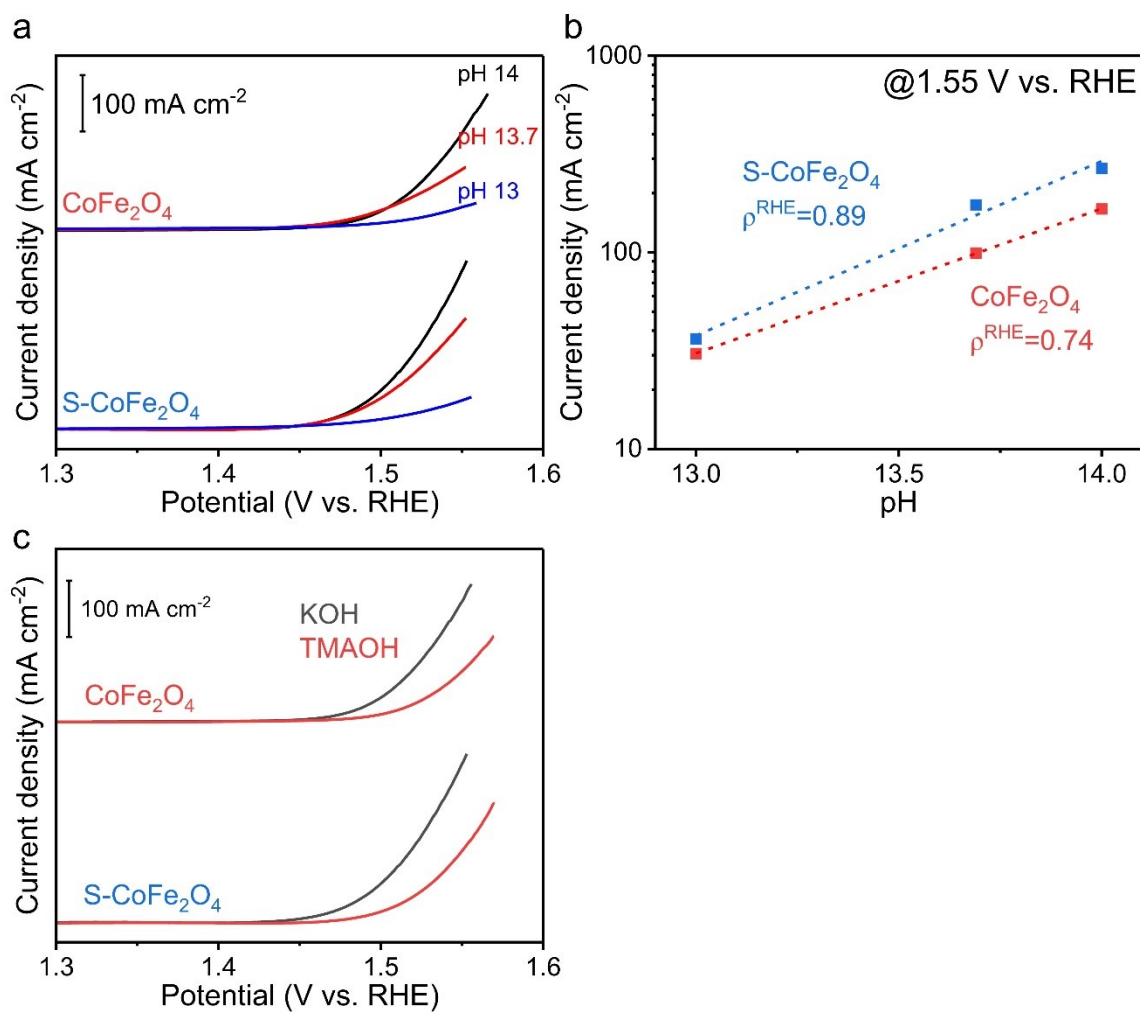 a
Current density (mA cm⁻²)
100 mA cm⁻²
pH 14
pH 13.7
pH 13
CoFe₂O₄
S-CoFe₂O₄
1.3 1.4 1.5 1.6
Potential (V vs. RHE)
b
Current density (mA cm⁻²)
1000
100
10
@1.55 V vs. RHE
S-CoFe₂O₄
ρᴿᴴᴱ=0.89
CoFe₂O₄
ρᴿᴴᴱ=0.74
13.0 13.5 14.0
pH
c
Current density (mA cm⁻²)
100 mA cm⁻²
KOH
TMAOH
CoFe₂O₄
S-CoFe₂O₄
1.3 1.4 1.5 1.6
Potential (V vs. RHE)